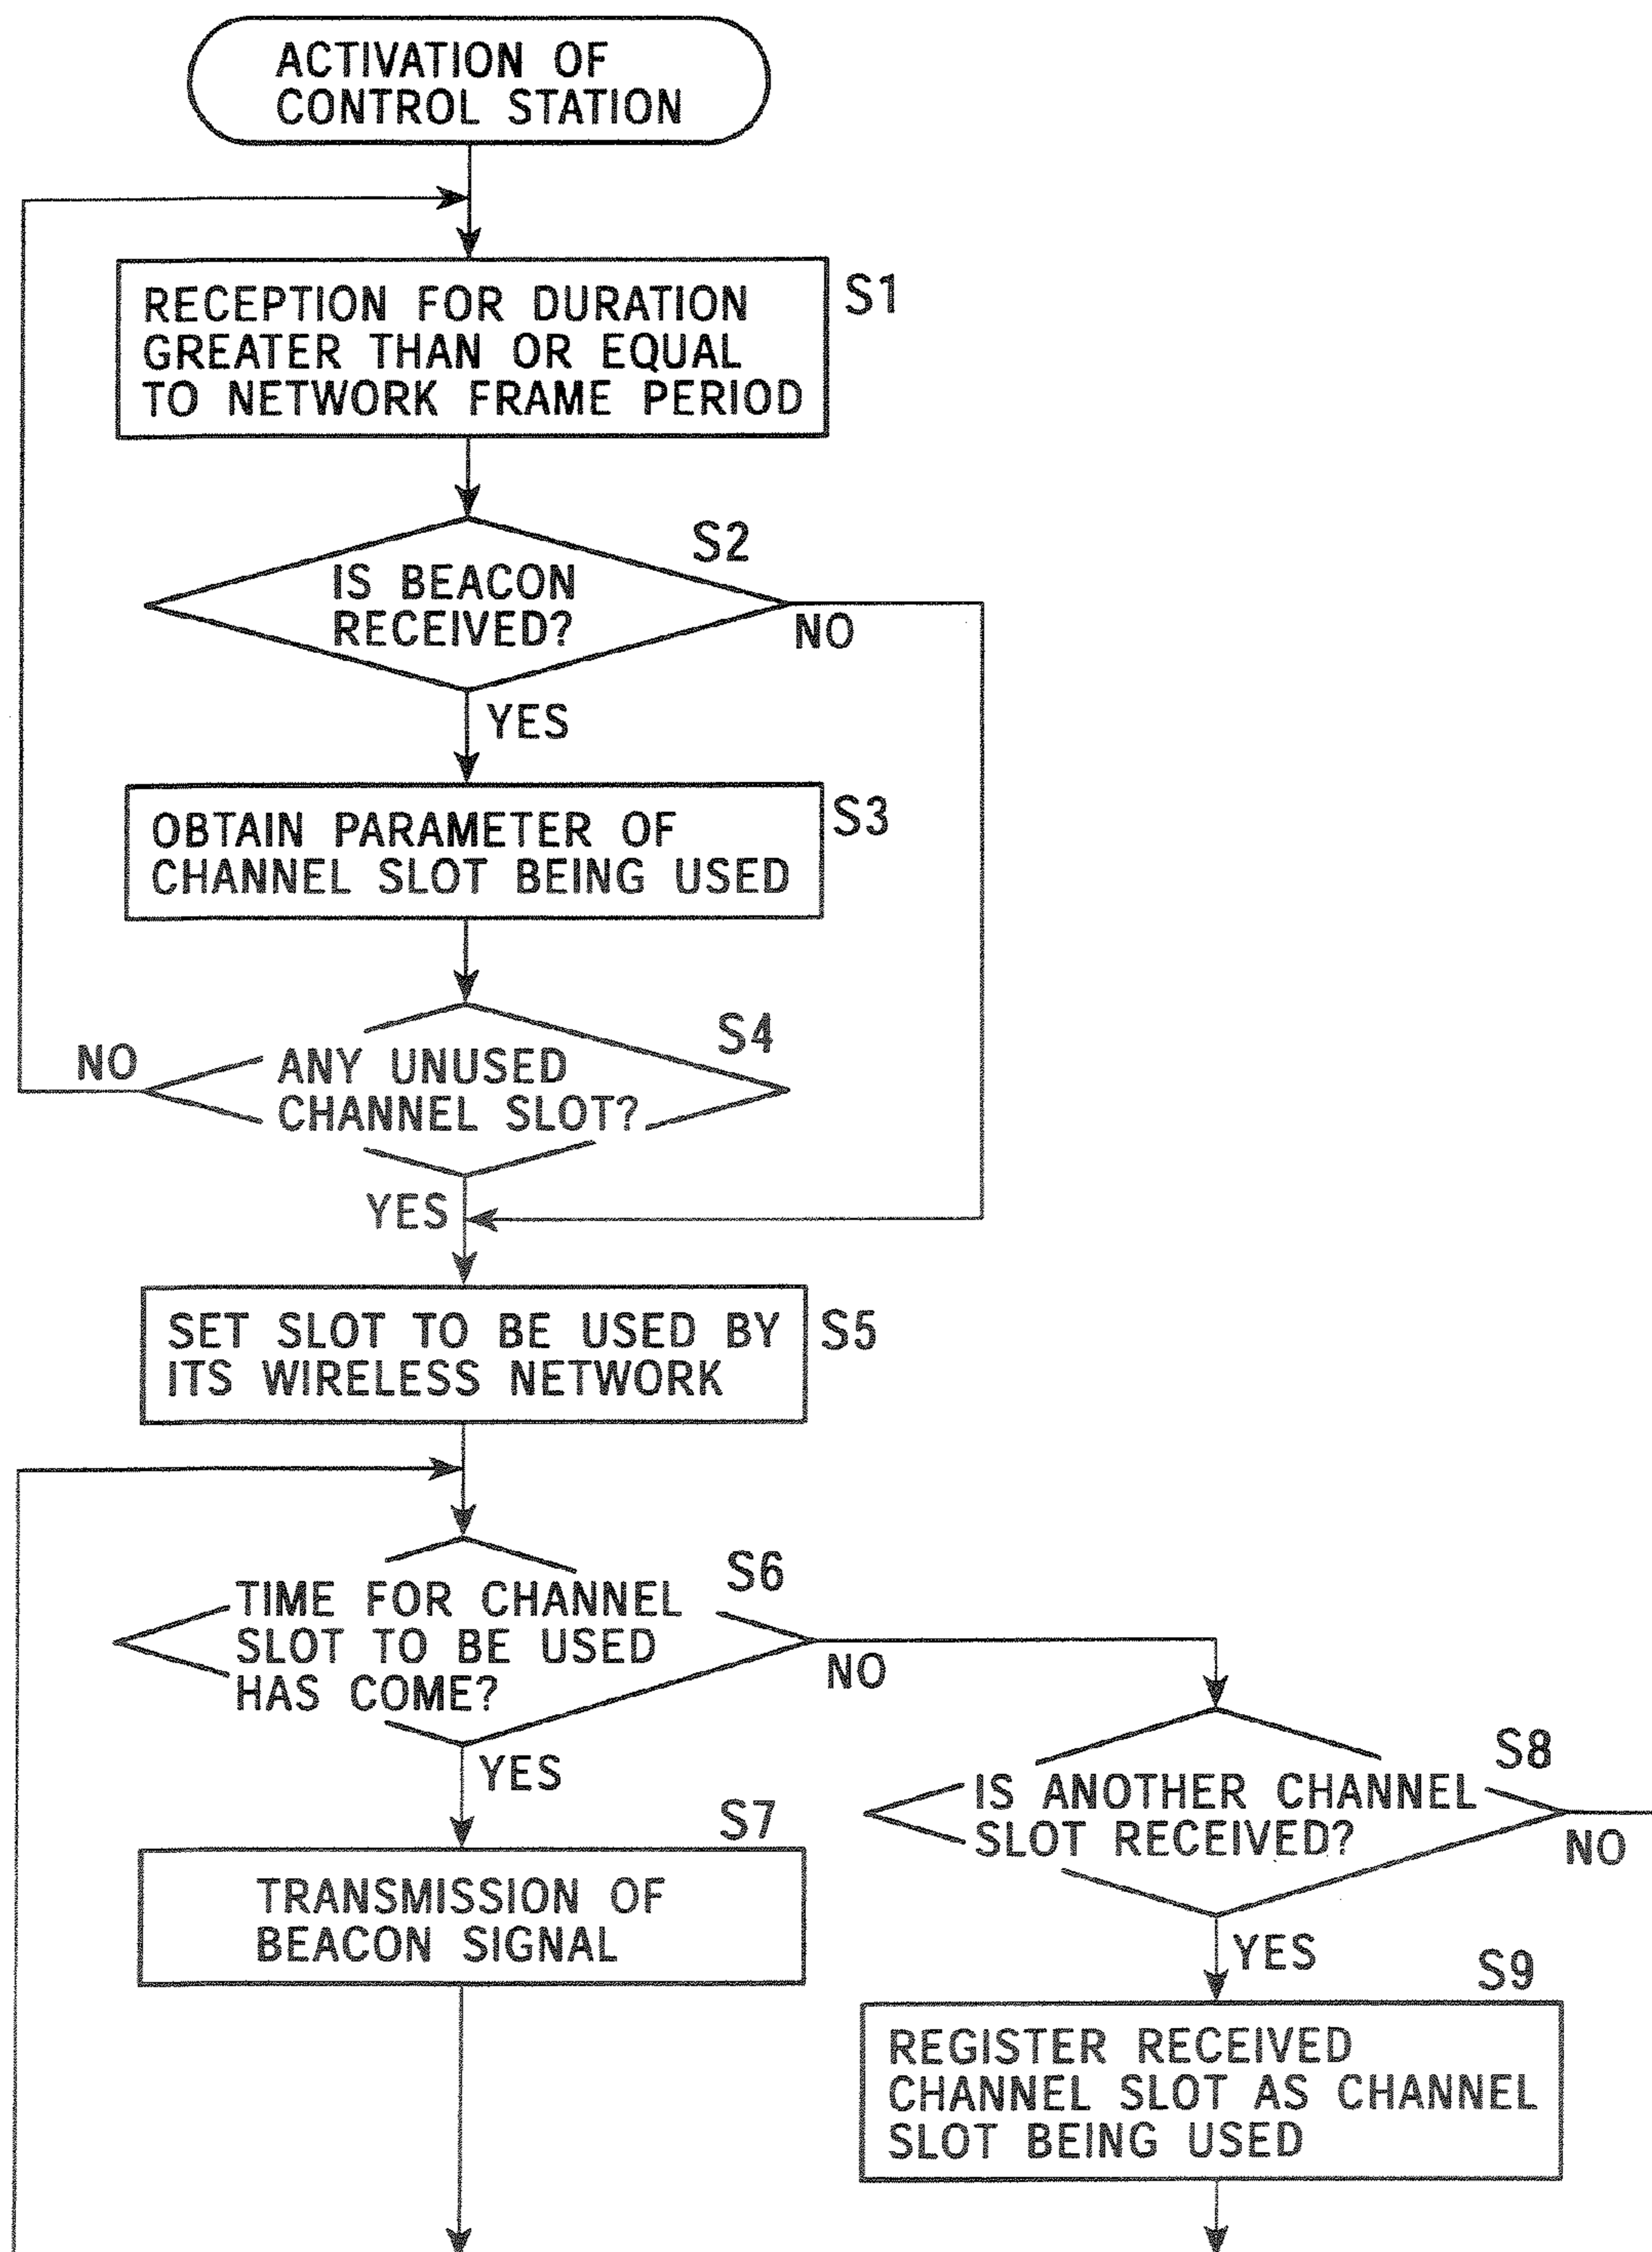 ACTIVATION OF
CONTROL STATION
RECEPTION FOR DURATION
GREATER THAN OR EQUAL
TO NETWORK FRAME PERIOD
S1
S2
IS BEACON
RECEIVED?
NO
YES
OBTAIN PARAMETER OF
CHANNEL SLOT BEING USED
S3
S4
NO
ANY UNUSED
CHANNEL SLOT?
YES
SET SLOT TO BE USED BY
ITS WIRELESS NETWORK
S5
S6
TIME FOR CHANNEL
SLOT TO BE USED
HAS COME?
NO
YES
S7
TRANSMISSION OF
BEACON SIGNAL
S8
IS ANOTHER CHANNEL
SLOT RECEIVED?
NO
YES
S9
REGISTER RECEIVED
CHANNEL SLOT AS CHANNEL
SLOT BEING USED